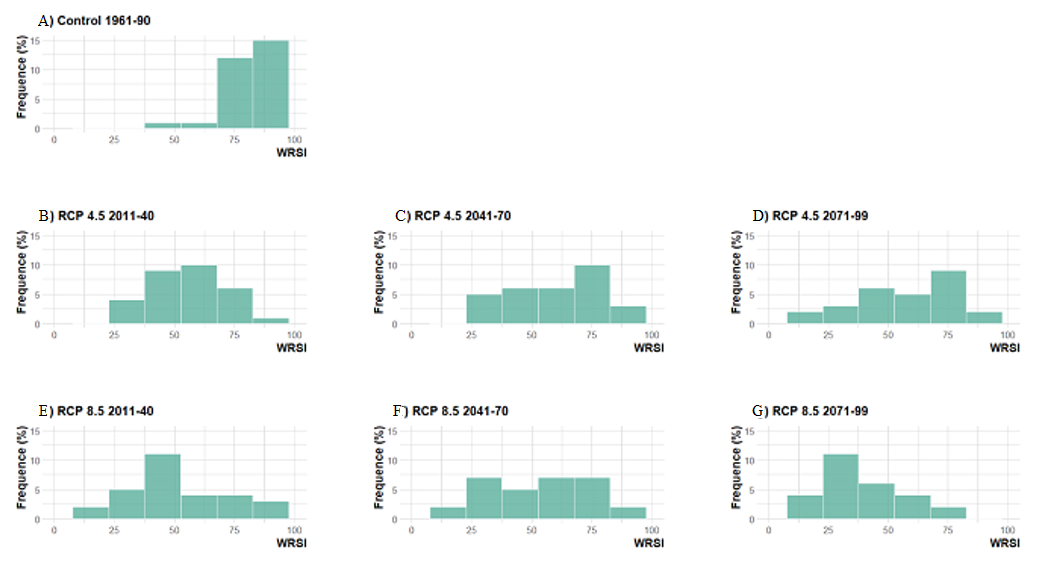 A) Control 1961-90
Frequence (%)
15
10
5
0
0 25 50 75 100
WRSI
B) RCP 4.5 2011-40
Frequence (%)
15
10
5
0
0 25 50 75 100
WRSI
C) RCP 4.5 2041-70
Frequence (%)
15
10
5
0
0 25 50 75 100
WRSI
D) RCP 4.5 2071-99
Frequence (%)
15
10
5
0
0 25 50 75 100
WRSI
E) RCP 8.5 2011-40
Frequence (%)
15
10
5
0
0 25 50 75 100
WRSI
F) RCP 8.5 2041-70
Frequence (%)
15
10
5
0
0 25 50 75 100
WRSI
G) RCP 8.5 2071-99
Frequence (%)
15
10
5
0
0 25 50 75 100
WRSI